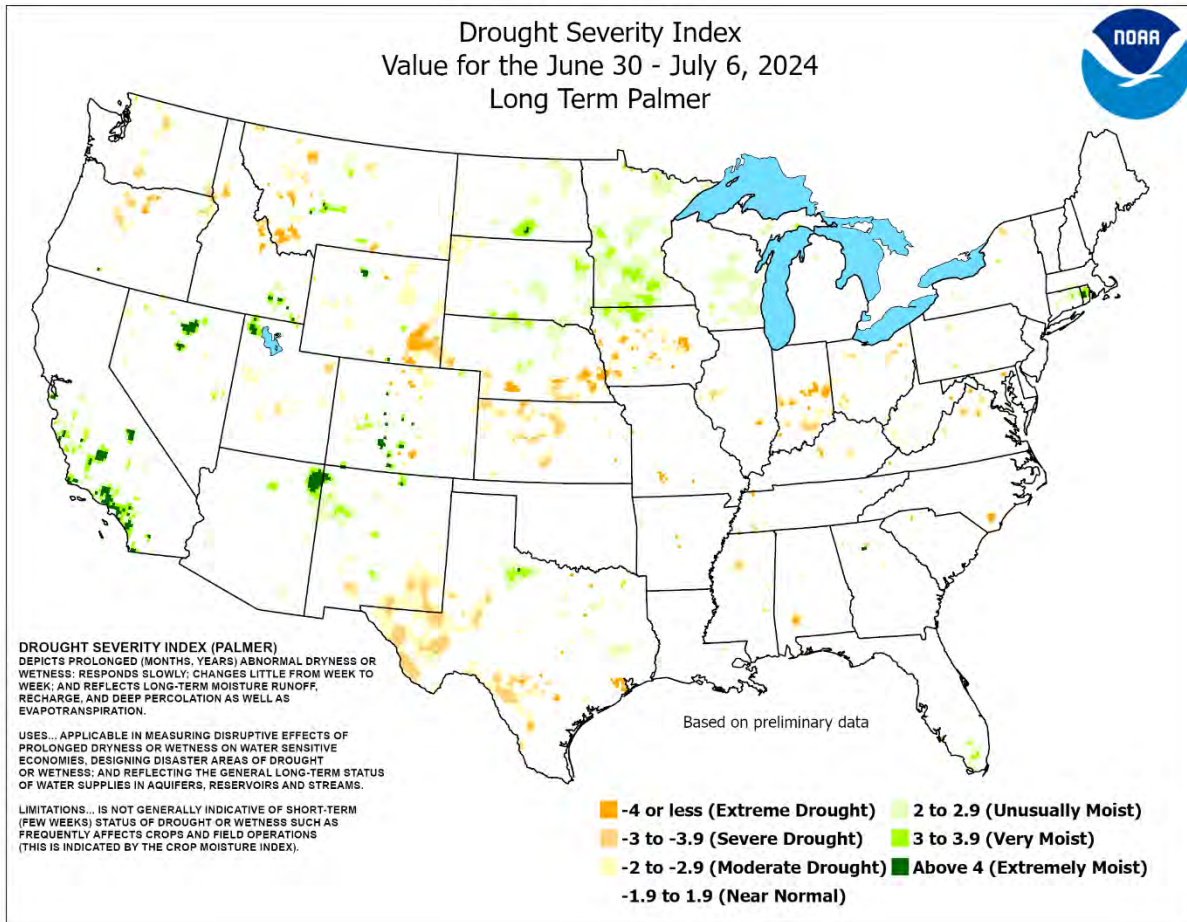 Drought Severity Index
Value for the June 30 - July 6, 2024
Long Term Palmer
NOAA
DROUGHT SEVERITY INDEX (PALMER)
DEPICTS PROLONGED (MONTHS, YEARS) ABNORMAL DRYNESS OR
WETNESS: RESPONDS SLOWLY; CHANGES LITTLE FROM WEEK TO
WEEK; AND REFLECTS LONG-TERM MOISTURE RUNOFF,
RECHARGE, AND DEEP PERCOLATION AS WELL AS
EVAPOTRANSPIRATION.
USES... APPLICABLE IN MEASURING DISRUPTIVE EFFECTS OF
PROLONGED DRYNESS OR WETNESS ON WATER SENSITIVE
ECONOMIES, DESIGNING DISASTER AREAS OF DROUGHT
OR WETNESS; AND REFLECTING THE GENERAL LONG-TERM STATUS
OF WATER SUPPLIES IN AQUIFERS, RESERVOIRS AND STREAMS.
LIMITATIONS... IS NOT GENERALLY INDICATIVE OF SHORT-TERM
(FEW WEEKS) STATUS OF DROUGHT OR WETNESS SUCH AS
FREQUENTLY AFFECTS CROPS AND FIELD OPERATIONS
(THIS IS INDICATED BY THE CROP MOISTURE INDEX).
Based on preliminary data
-4 or less (Extreme Drought)
-3 to -3.9 (Severe Drought)
-2 to -2.9 (Moderate Drought)
-1.9 to 1.9 (Near Normal)
2 to 2.9 (Unusually Moist)
3 to 3.9 (Very Moist)
Above 4 (Extremely Moist)